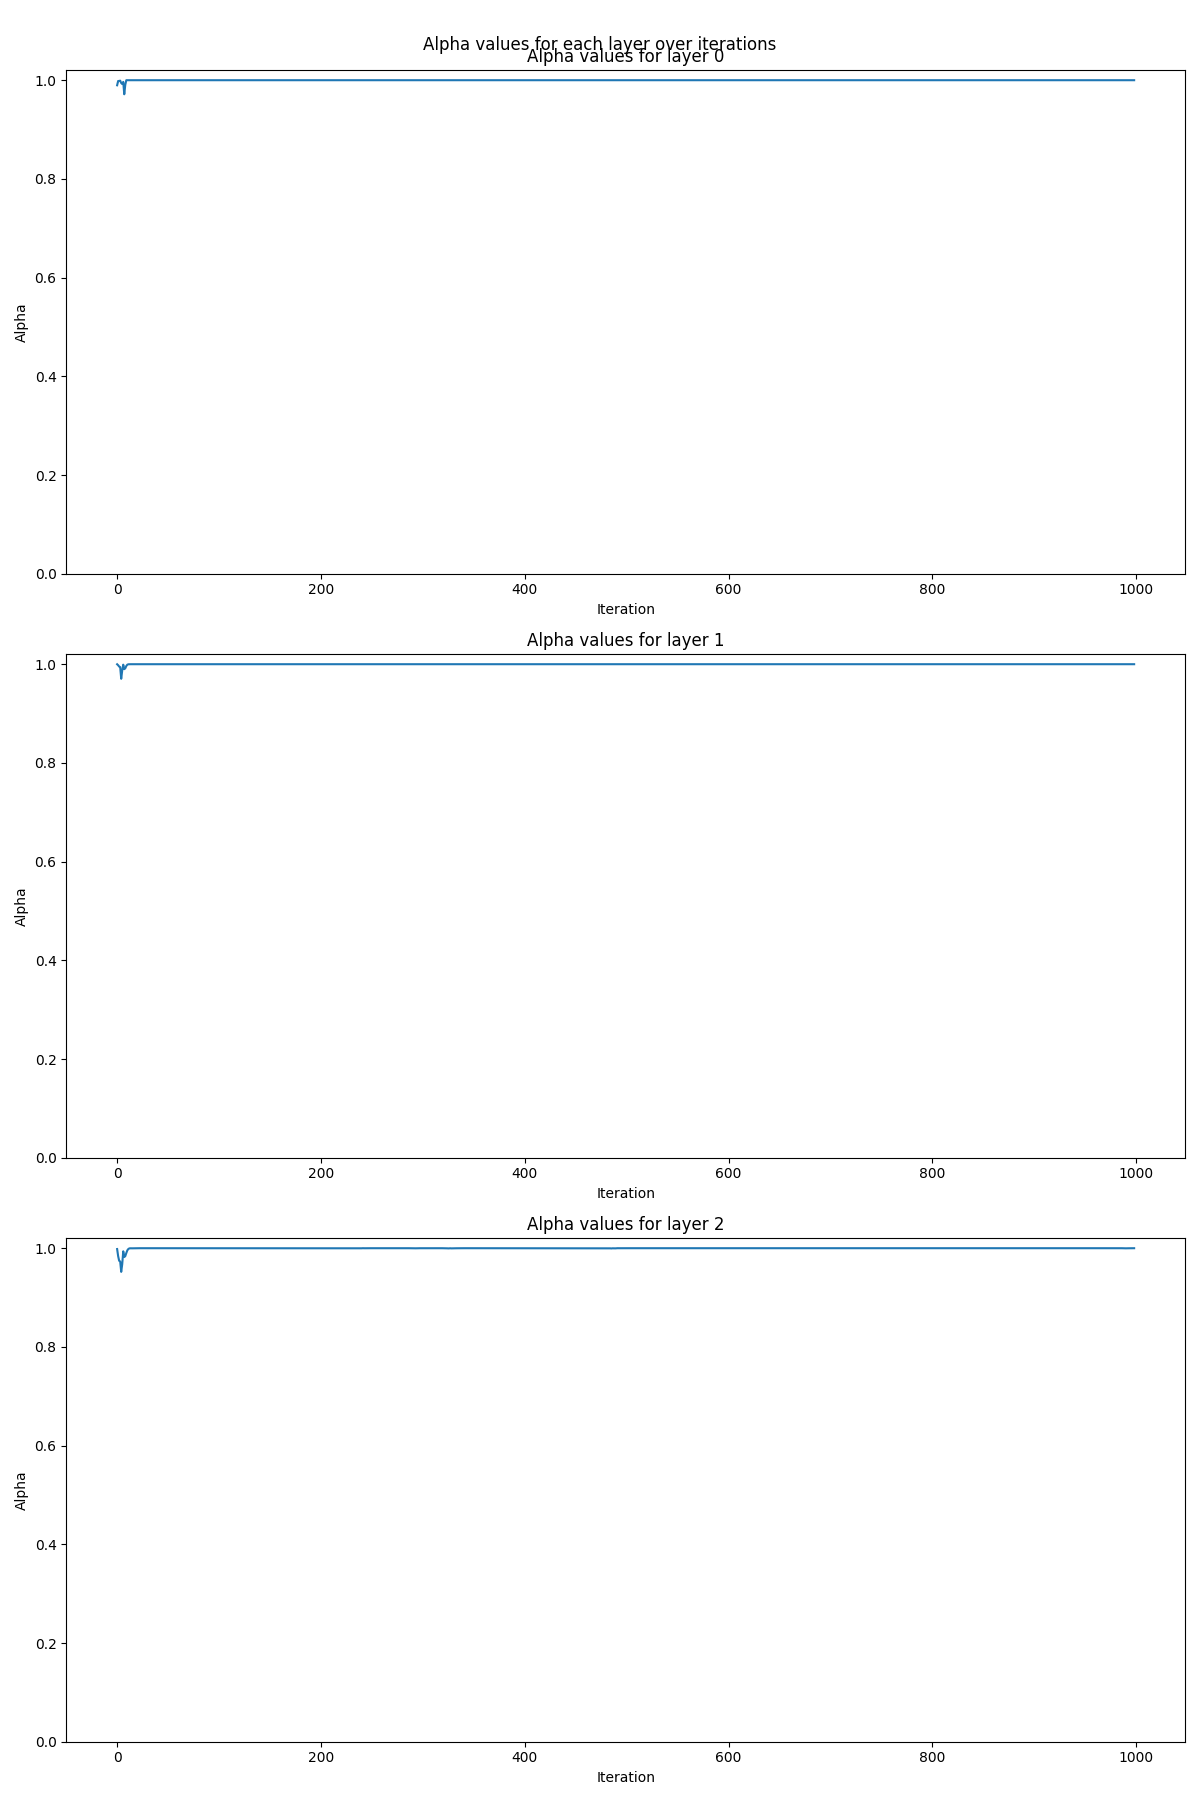 Alpha values for each layer over iterations
Alpha values for layer 0
1.0
0.8
0.6
0.4
0.2
0.0
Alpha
0 200 400 600 800 1000
Iteration
Alpha values for layer 1
1.0
0.8
0.6
0.4
0.2
0.0
Alpha
0 200 400 600 800 1000
Iteration
Alpha values for layer 2
1.0
0.8
0.6
0.4
0.2
0.0
Alpha
0 200 400 600 800 1000
Iteration